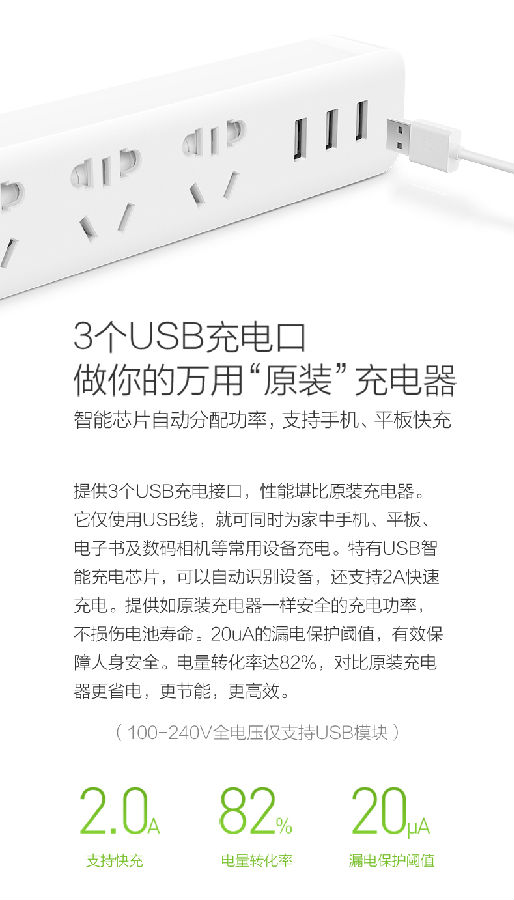 3个USB充电口
做你的万用“原装”充电器
智能芯片自动分配功率，支持手机、平板快充
提供3个USB充电接口，性能堪比原装充电器。
它仅使用USB线，就可同时为家中手机、平板、
电子书及数码相机等常用设备充电。特有USB智
能充电芯片，可以自动识别设备，还支持2A快速
充电。提供如原装充电器一样安全的充电功率，
不损伤电池寿命。20uA的漏电保护阈值，有效保
障人身安全。电量转化率达82%，对比原装充电
器更省电，更节能，更高效。
（100-240V全电压仅支持USB模块）
2.0A 82% 20μA
支持快充 电量转化率 漏电保护阈值